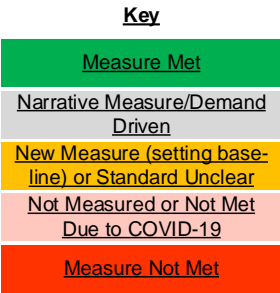 Key
Measure Met
Narrative Measure/Demand
Driven
New Measure (setting base-
line) or Standard Unclear
Not Measured or Not Met
Due to COVID-19
Measure Not Met